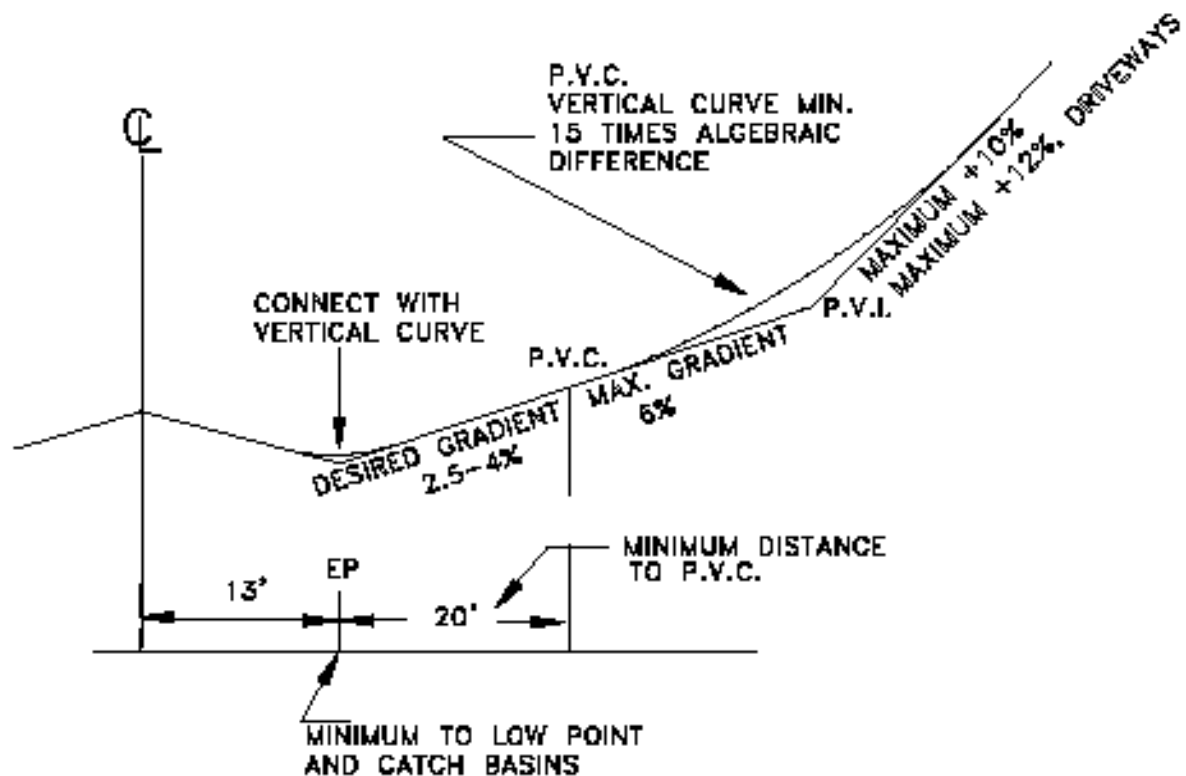 ℄
P.V.C.
VERTICAL CURVE MIN.
15 TIMES ALGEBRAIC
DIFFERENCE
MAXIMUM +10%
MAXIMUM +12%. DRIVEWAYS
CONNECT WITH
VERTICAL CURVE
P.V.C.
P.V.I.
DESIRED GRADIENT
2.5-4%
MAX. GRADIENT
6%
MINIMUM DISTANCE
TO P.V.C.
EP
13'
20'
MINIMUM TO LOW POINT
AND CATCH BASINS